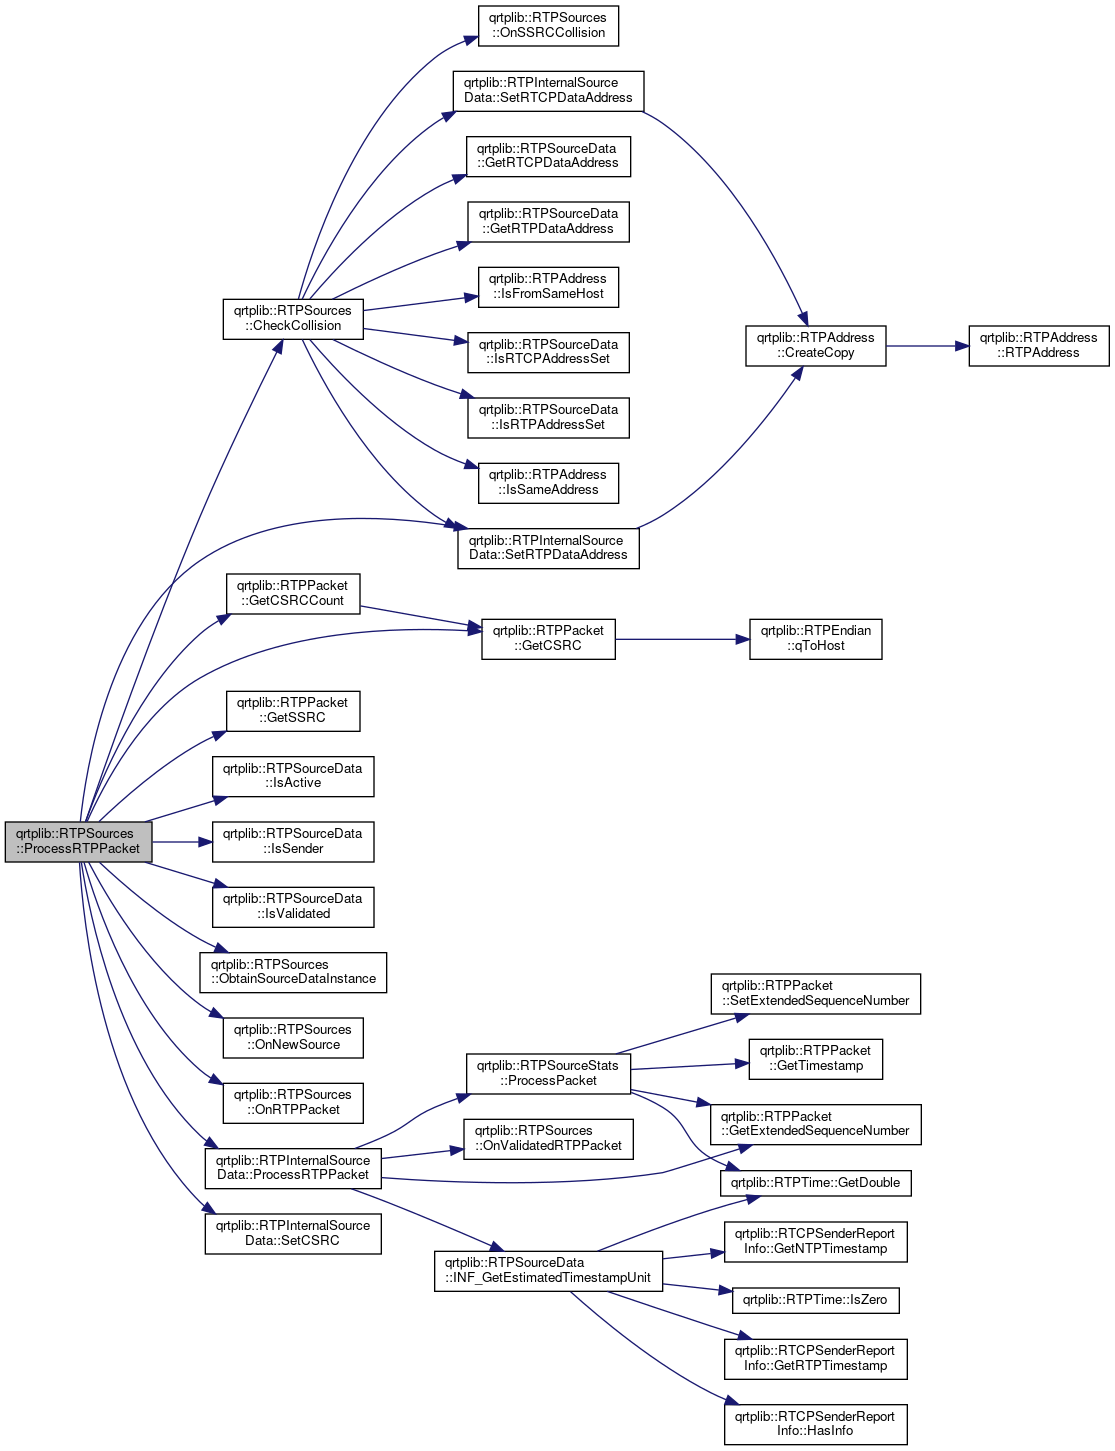 qrtplib::RTPSources
::OnSSRCCollision
qrtplib::RTPInternalSource
Data::SetRTCPDataAddress
qrtplib::RTPSourceData
::GetRTCPDataAddress
qrtplib::RTPSourceData
::GetRTPDataAddress
qrtplib::RTPAddress
::IsFromSameHost
qrtplib::RTPSources
::CheckCollision
qrtplib::RTPSourceData
::IsRTCPAddressSet
qrtplib::RTPAddress
::CreateCopy
qrtplib::RTPAddress
::RTPAddress
qrtplib::RTPSourceData
::IsRTPAddressSet
qrtplib::RTPAddress
::IsSameAddress
qrtplib::RTPInternalSource
Data::SetRTPDataAddress
qrtplib::RTPPacket
::GetCSRCCount
qrtplib::RTPPacket
::GetCSRC
qrtplib::RTPEndian
::qToHost
qrtplib::RTPPacket
::GetSSRC
qrtplib::RTPSourceData
::IsActive
qrtplib::RTPSources
::ProcessRTPPacket
qrtplib::RTPSourceData
::IsSender
qrtplib::RTPSourceData
::IsValidated
qrtplib::RTPSources
::ObtainSourceDataInstance
qrtplib::RTPPacket
::SetExtendedSequenceNumber
qrtplib::RTPSources
::OnNewSource
qrtplib::RTPSourceStats
::ProcessPacket
qrtplib::RTPPacket
::GetTimestamp
qrtplib::RTPSources
::OnRTPPacket
qrtplib::RTPSources
::OnValidatedRTPPacket
qrtplib::RTPPacket
::GetExtendedSequenceNumber
qrtplib::RTPInternalSource
Data::ProcessRTPPacket
qrtplib::RTPTime::GetDouble
qrtplib::RTPInternalSource
Data::SetCSRC
qrtplib::RTCPSenderReport
Info::GetNTPTimestamp
qrtplib::RTPSourceData
::INF_GetEstimatedTimestampUnit
qrtplib::RTPTime::IsZero
qrtplib::RTCPSenderReport
Info::GetRTPTimestamp
qrtplib::RTCPSenderReport
Info::HasInfo